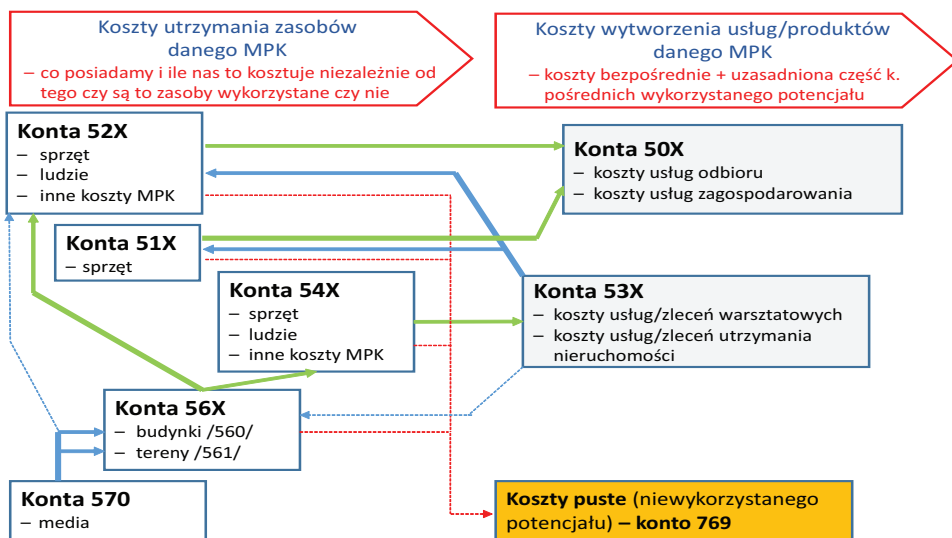 Koszty utrzymania zasobów
danego MPK
– co posiadamy i ile nas to kosztuje niezależnie od
tego czy są to zasoby wykorzystane czy nie
Koszty wytworzenia usług/produktów
danego MPK
– koszty bezpośrednie + uzasadniona część k.
pośrednich wykorzystanego potencjału
Konta 52X
– sprzęt
– ludzie
– inne koszty MPK
Konta 50X
– koszty usług odbioru
– koszty usług zagospodarowania
Konta 51X
– sprzęt
Konta 54X
– sprzęt
– ludzie
– inne koszty MPK
Konta 53X
– koszty usług/zleceń warsztatowych
– koszty usług/zleceń utrzymania
nieruchomości
Konta 56X
– budynki /560/
– tereny /561/
Konta 570
– media
Koszty puste (niewykorzystanego
potencjału) – konto 769